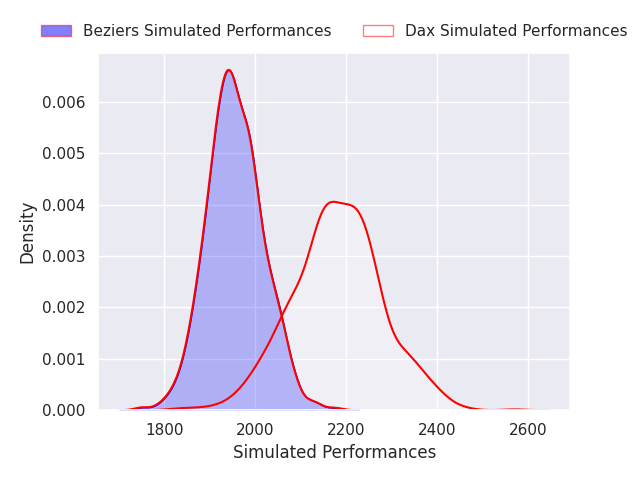 Beziers Simulated Performances Dax Simulated Performances
0.006
0.005
0.004
0.003
0.002
0.001
0.000
Density
1800 2000 2200 2400 2600
Simulated Performances